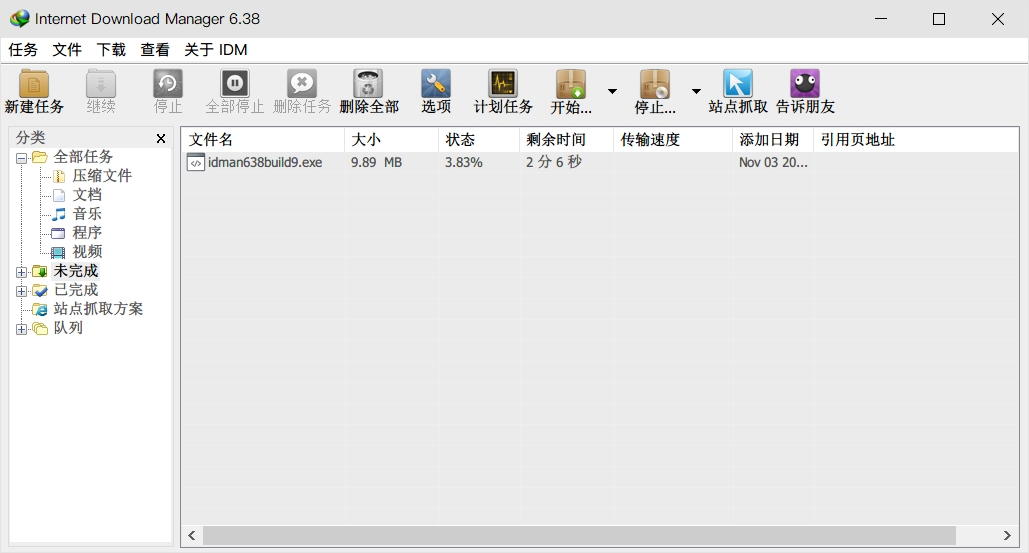 Internet Download Manager 6.38
任务 文件 下载 查看 关于 IDM
新建任务 继续 停止 全部停止 删除任务 删除全部 选项 计划任务 开始... 停止... 站点抓取 告诉朋友
分类
文件名 大小 状态 剩余时间 传输速度 添加日期 引用页地址
全部任务
idman638build9.exe 9.89 MB 3.83% 2 分 6 秒 Nov 03 20...
压缩文件
文档
音乐
程序
视频
未完成
已完成
站点抓取方案
队列